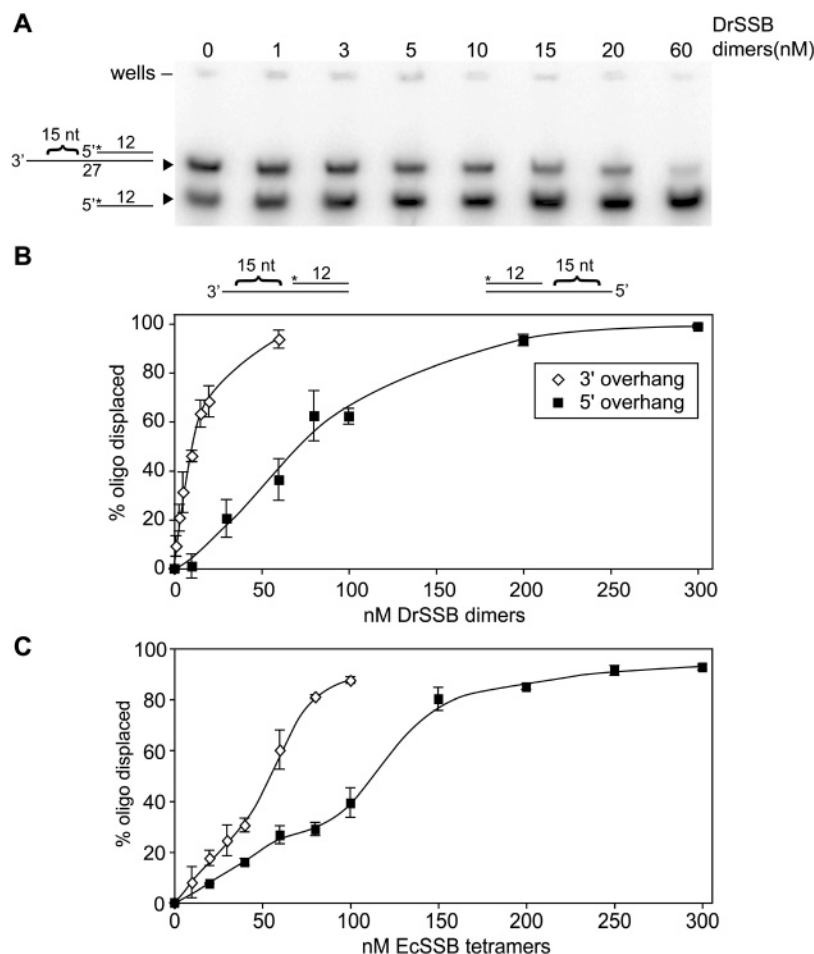 A
DrSSB
dimers(nM)
0 1 3 5 10 15 20 60
wells
15 nt 5'* 12
3' 27
5'* 12
B
15 nt * 12
3'
* 12 15 nt
5'
100
80
60
40
20
0
% oligo displaced
3' overhang
5' overhang
0 50 100 150 200 250 300
nM DrSSB dimers
C
100
80
60
40
20
0
% oligo displaced
0 50 100 150 200 250 300
nM EcSSB tetramers